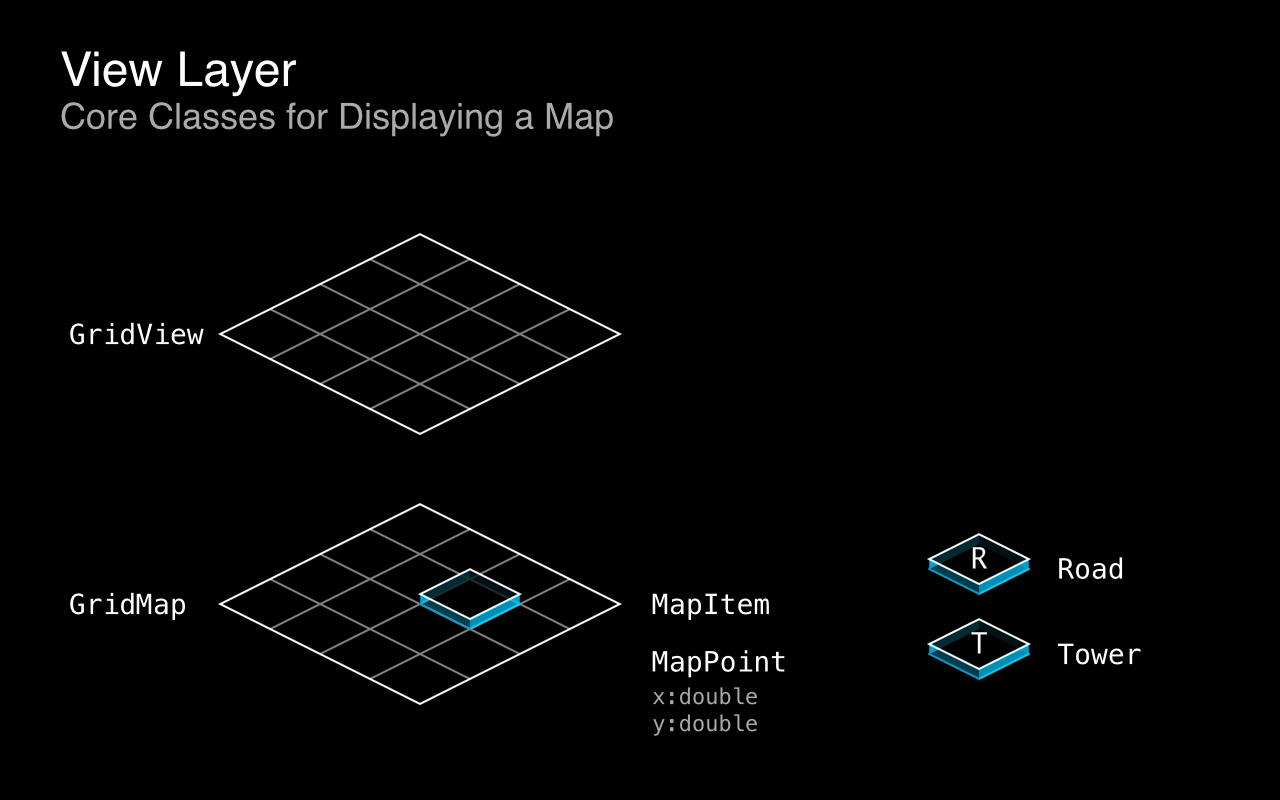 View Layer
Core Classes for Displaying a Map
GridView
GridMap
MapItem
MapPoint
x:double
y:double
R
Road
T
Tower